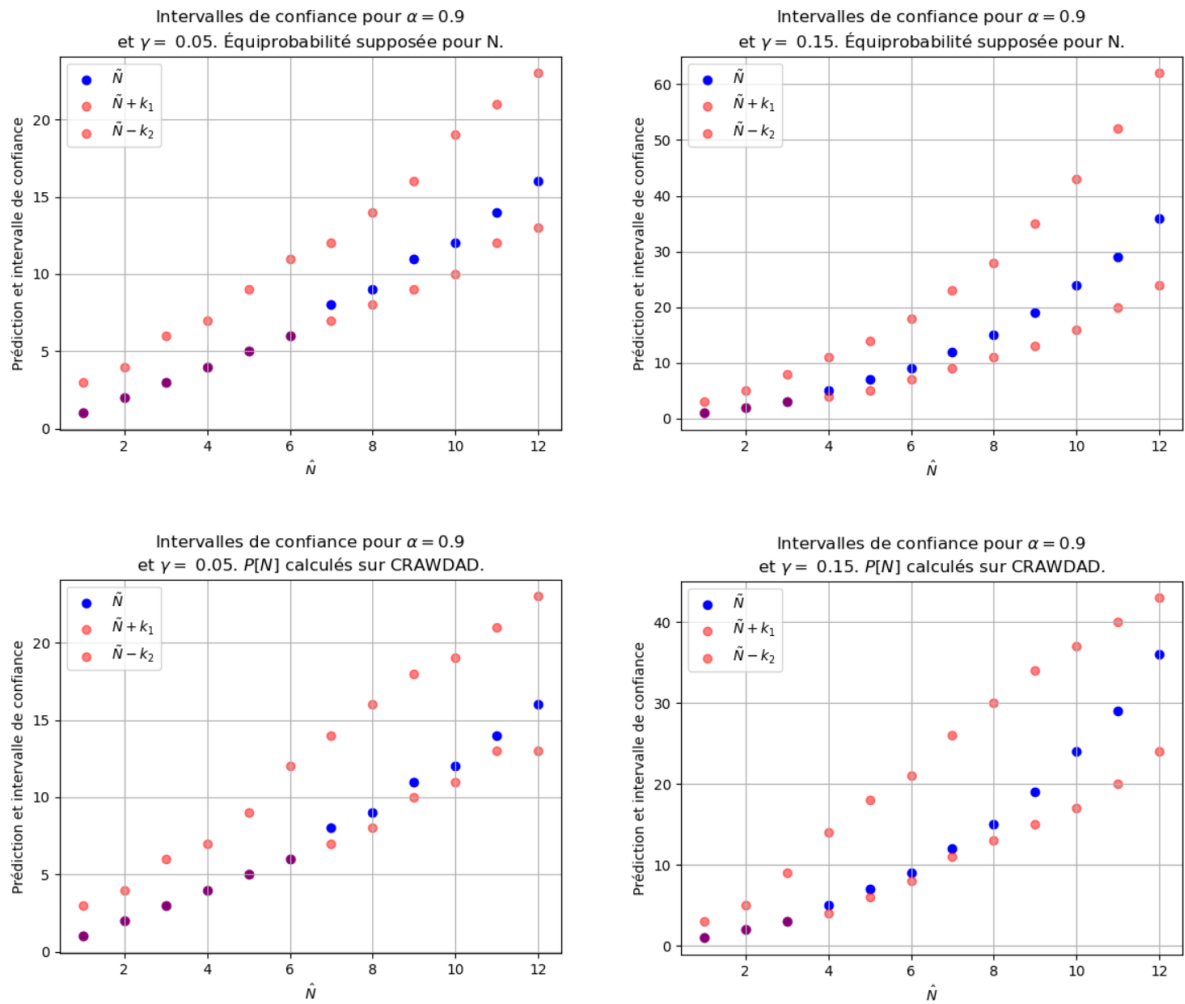 Intervalles de confiance pour α = 0.9
et γ = 0.05. Équiprobabilité supposée pour N.
Prédiction et intervalle de confiance
Ñ
Ñ + k₁
Ñ − k₂
20
15
10
5
0
2 4 6 8 10 12
N̂
Intervalles de confiance pour α = 0.9
et γ = 0.15. Équiprobabilité supposée pour N.
Prédiction et intervalle de confiance
Ñ
Ñ + k₁
Ñ − k₂
60
50
40
30
20
10
0
2 4 6 8 10 12
N̂
Intervalles de confiance pour α = 0.9
et γ = 0.05. P[N] calculés sur CRAWDAD.
Prédiction et intervalle de confiance
Ñ
Ñ + k₁
Ñ − k₂
20
15
10
5
0
2 4 6 8 10 12
N̂
Intervalles de confiance pour α = 0.9
et γ = 0.15. P[N] calculés sur CRAWDAD.
Prédiction et intervalle de confiance
Ñ
Ñ + k₁
Ñ − k₂
40
30
20
10
0
2 4 6 8 10 12
N̂